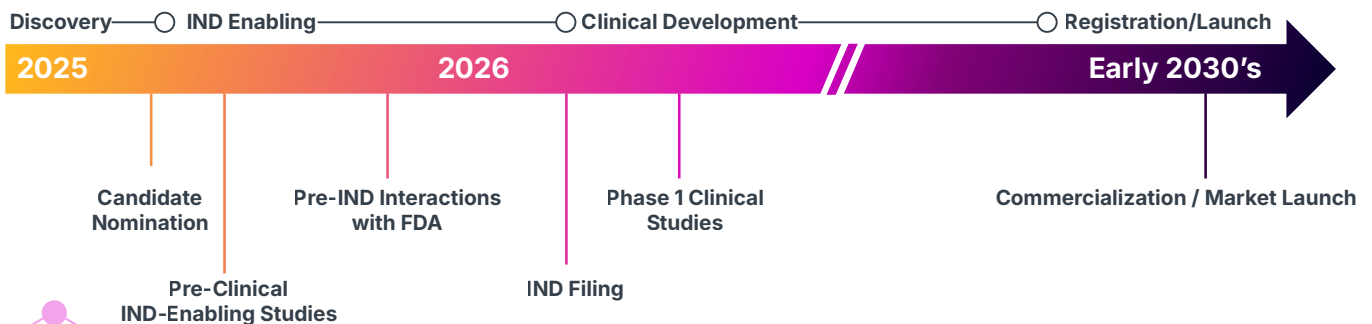 Discovery
IND Enabling
Clinical Development
Registration/Launch
2025
2026
Early 2030's
Candidate
Nomination
Pre-IND Interactions
with FDA
Phase 1 Clinical
Studies
Commercialization / Market Launch
Pre-Clinical
IND-Enabling Studies
IND Filing